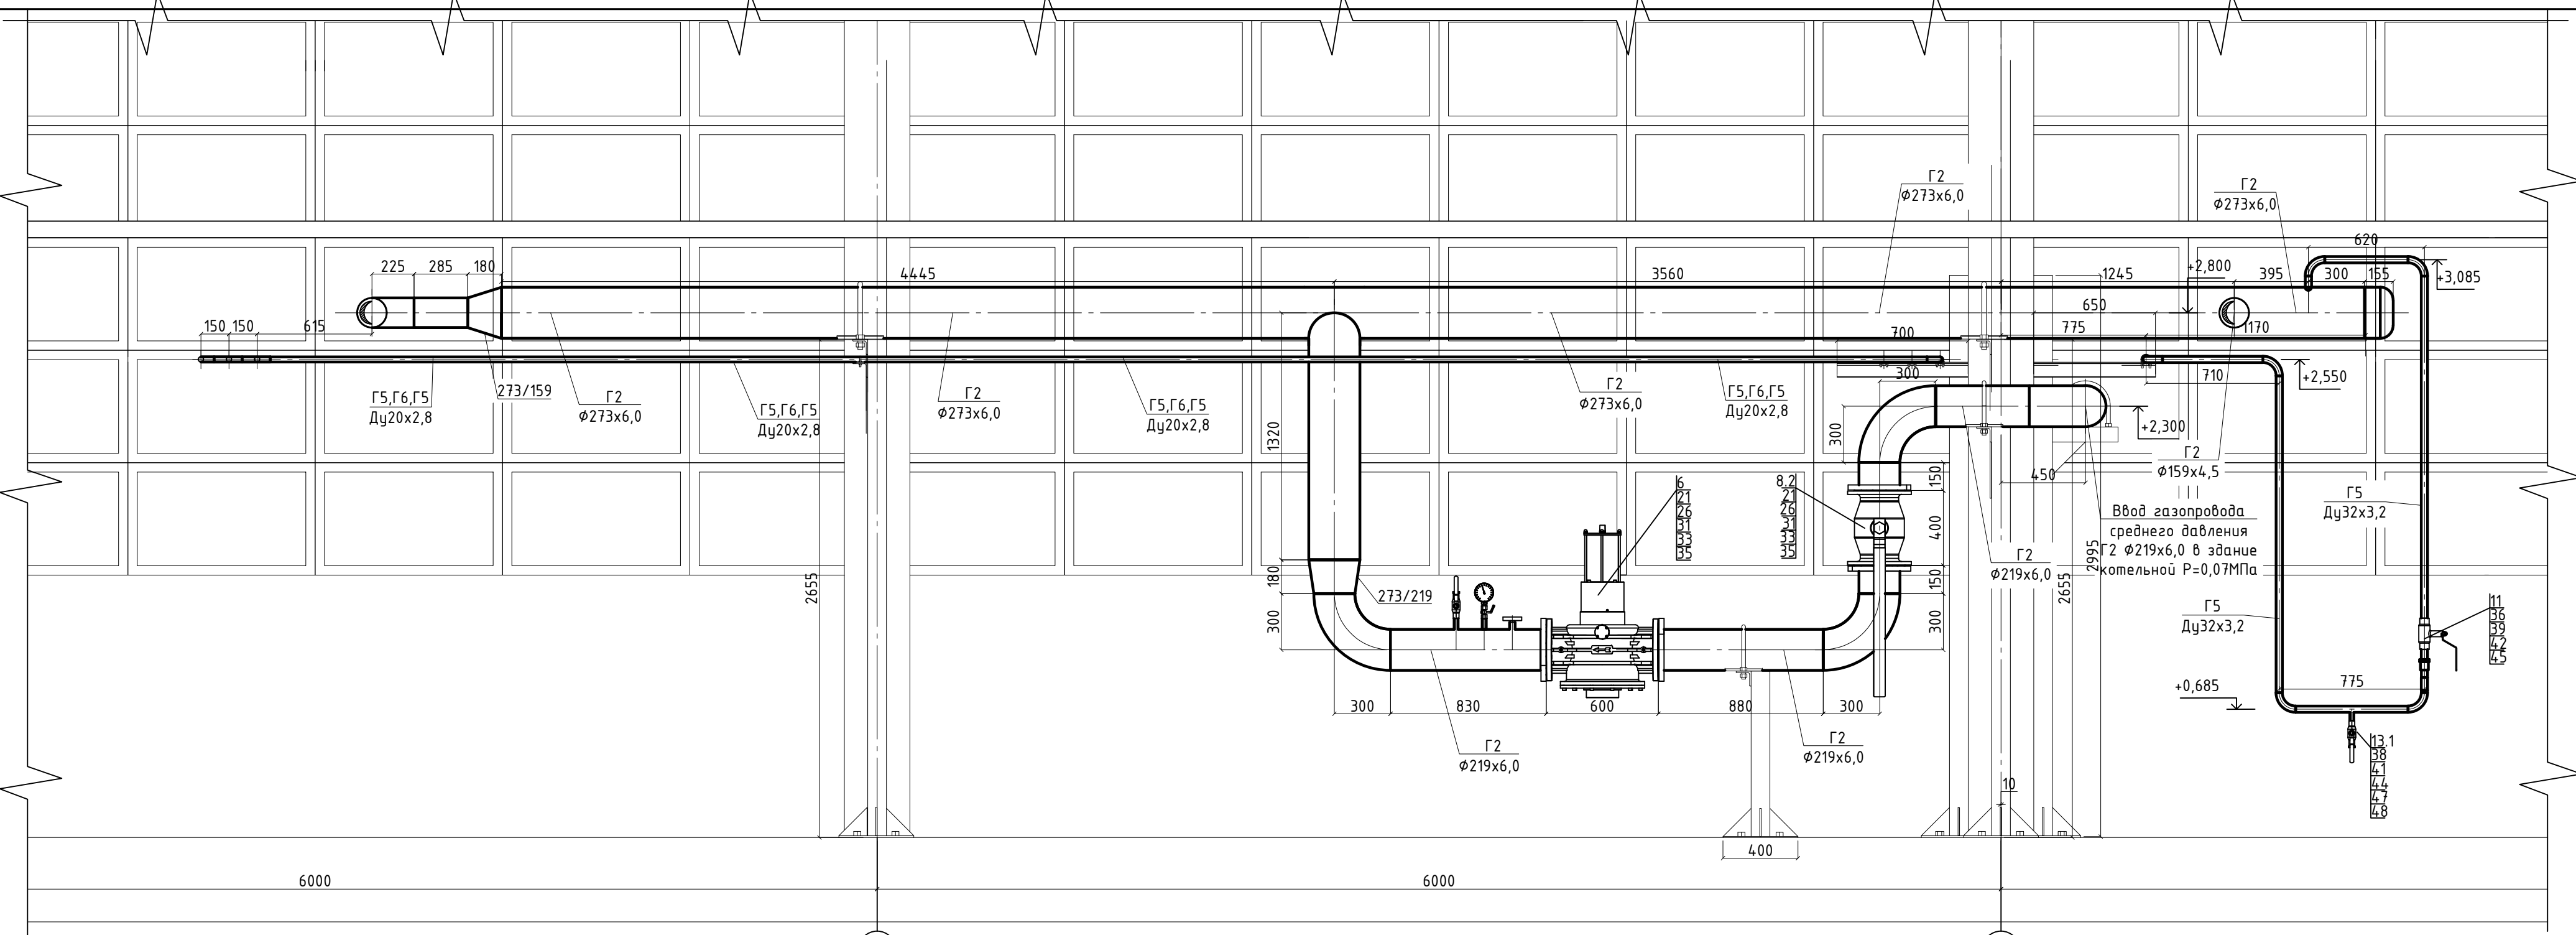 Г2
Ф273х6,0
Г2
Ф273х6,0
620
225
285
180
4445
3560
1245
+2,800
395
300
155
+3,085
150
150
615
650
700
775
1170
300
710
+2,550
273/159
Г5,Г6,Г5
Ду20х2,8
Г2
Ф273х6,0
Г5,Г6,Г5
Ду20х2,8
Г2
Ф273х6,0
Г5,Г6,Г5
Ду20х2,8
Г2
Ф273х6,0
Г5,Г6,Г5
Ду20х2,8
1320
300
+2,300
Г2
Ф159х4,5
450
150
6
21
26
31
33
35
8.2
21
26
31
33
35
400
Г5
Ду32х3,2
Ввод газопровода
среднего давления
Г2 Ф219х6,0 в здание
котельной Р=0,07МПа
2995
Г2
Ф219х6,0
2655
180
150
2655
273/219
300
300
Г5
Ду32х3,2
11
36
39
42
45
+0,685
775
300
830
600
880
300
Г2
Ф219х6,0
Г2
Ф219х6,0
13.1
38
41
44
47
48
10
400
6000
6000